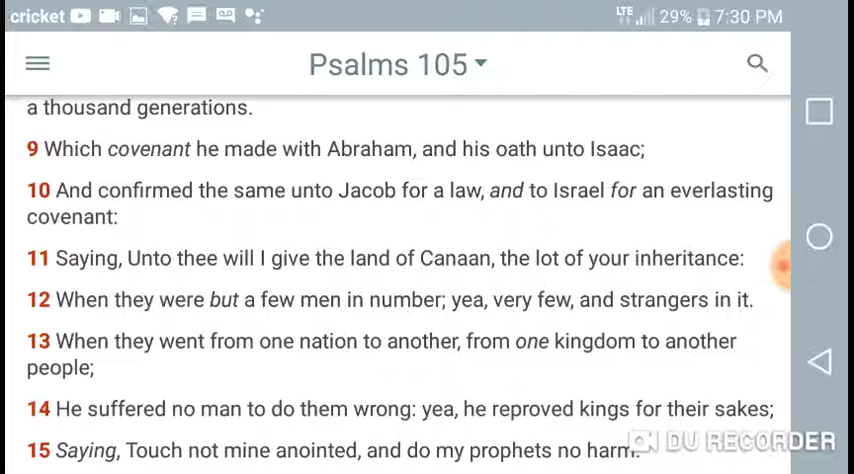 cricket LTE 29% 7:30 PM
Psalms 105
a thousand generations.
9 Which covenant he made with Abraham, and his oath unto Isaac;
10 And confirmed the same unto Jacob for a law, and to Israel for an everlasting
covenant:
11 Saying, Unto thee will I give the land of Canaan, the lot of your inheritance:
12 When they were but a few men in number; yea, very few, and strangers in it.
13 When they went from one nation to another, from one kingdom to another
people;
14 He suffered no man to do them wrong: yea, he reproved kings for their sakes;
15 Saying, Touch not mine anointed, and do my prophets no harm.
DU RECORDER